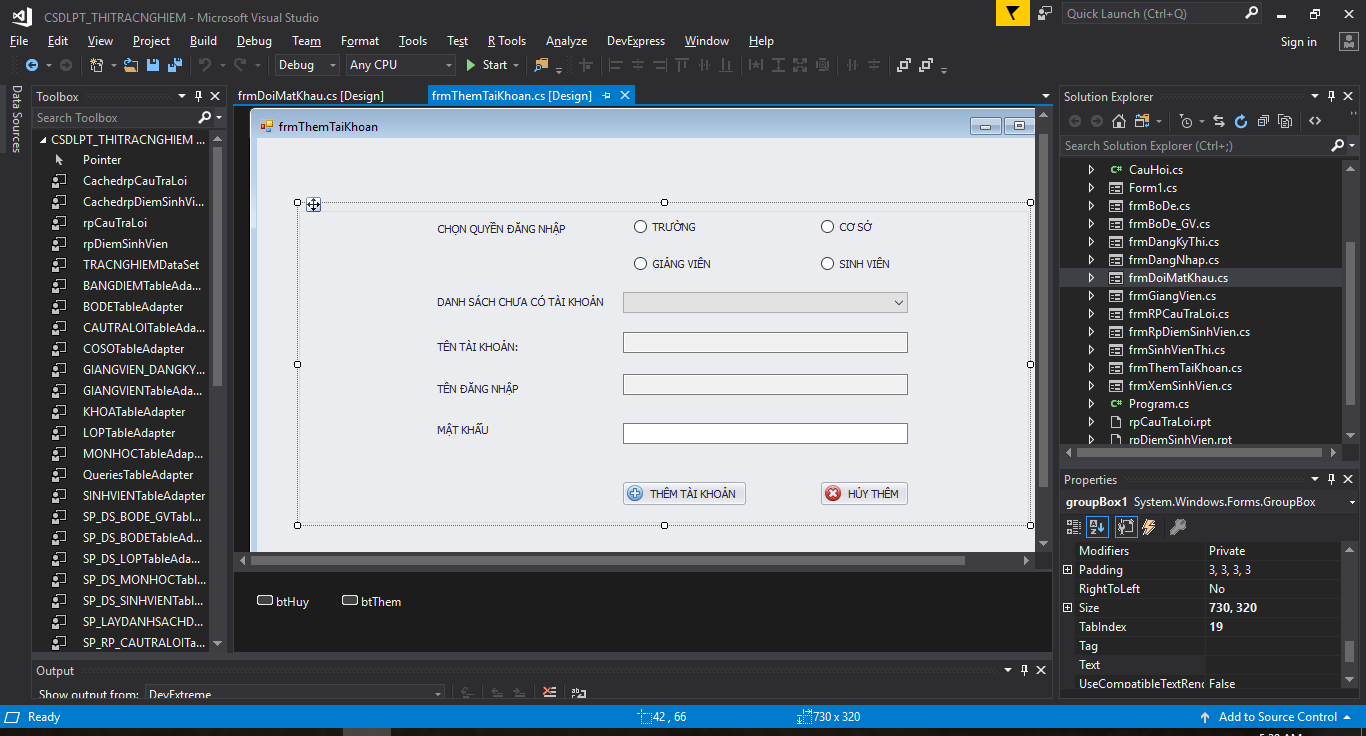 CSDLPT_THITRACNGHIEM - Microsoft Visual Studio
Quick Launch (Ctrl+Q)
File Edit View Project Build Debug Team Format Tools Test R Tools Analyze DevExpress Window Help
Sign in
Debug Any CPU Start
Data Sources
Toolbox
Search Toolbox
CSDLPT_THITRACNGHIEM ...
Pointer
CachedrpCauTraLoi
CachedrpDiemSinhVi...
rpCauTraLoi
rpDiemSinhVien
TRACNGHIEMDataSet
BANGDIEMTableAda...
BODETableAdapter
CAUTRALOITableAda...
COSOTableAdapter
GIANGVIEN_DANGKY...
GIANGVIENTableAda...
KHOATableAdapter
LOPTableAdapter
MONHOCTableAdap...
QueriesTableAdapter
SINHVIENTableAdapter
SP_DS_BODE_GVTabl...
SP_DS_BODETableAd...
SP_DS_LOPTableAda...
SP_DS_MONHOCTabl...
SP_DS_SINHVIENTabl...
SP_LAYDANHSACHD...
SP_RP_CAUTRALOITa...
frmDoiMatKhau.cs [Design] frmThemTaiKhoan.cs [Design]
frmThemTaiKhoan
CHỌN QUYỀN ĐĂNG NHẬP
TRƯỜNG
CƠ SỞ
GIẢNG VIÊN
SINH VIÊN
DANH SÁCH CHƯA CÓ TÀI KHOẢN
TÊN TÀI KHOẢN:
TÊN ĐĂNG NHẬP
MẬT KHẨU
THÊM TÀI KHOẢN
HỦY THÊM
btHuy btThem
Output
Show output from: DevExtreme
Solution Explorer
Search Solution Explorer (Ctrl+;)
C# CauHoi.cs
Form1.cs
frmBoDe.cs
frmBoDe_GV.cs
frmDangKyThi.cs
frmDangNhap.cs
frmDoiMatKhau.cs
frmGiangVien.cs
frmRPCauTraLoi.cs
frmRpDiemSinhVien.cs
frmSinhVienThi.cs
frmThemTaiKhoan.cs
frmXemSinhVien.cs
C# Program.cs
rpCauTraLoi.rpt
rpDiemSinhVien.rpt
Properties
groupBox1 System.Windows.Forms.GroupBox
Modifiers Private
Padding 3, 3, 3, 3
RightToLeft No
Size 730, 320
TabIndex 19
Tag
Text
UseCompatibleTextRend False
Ready 42 , 66 730 x 320 Add to Source Control